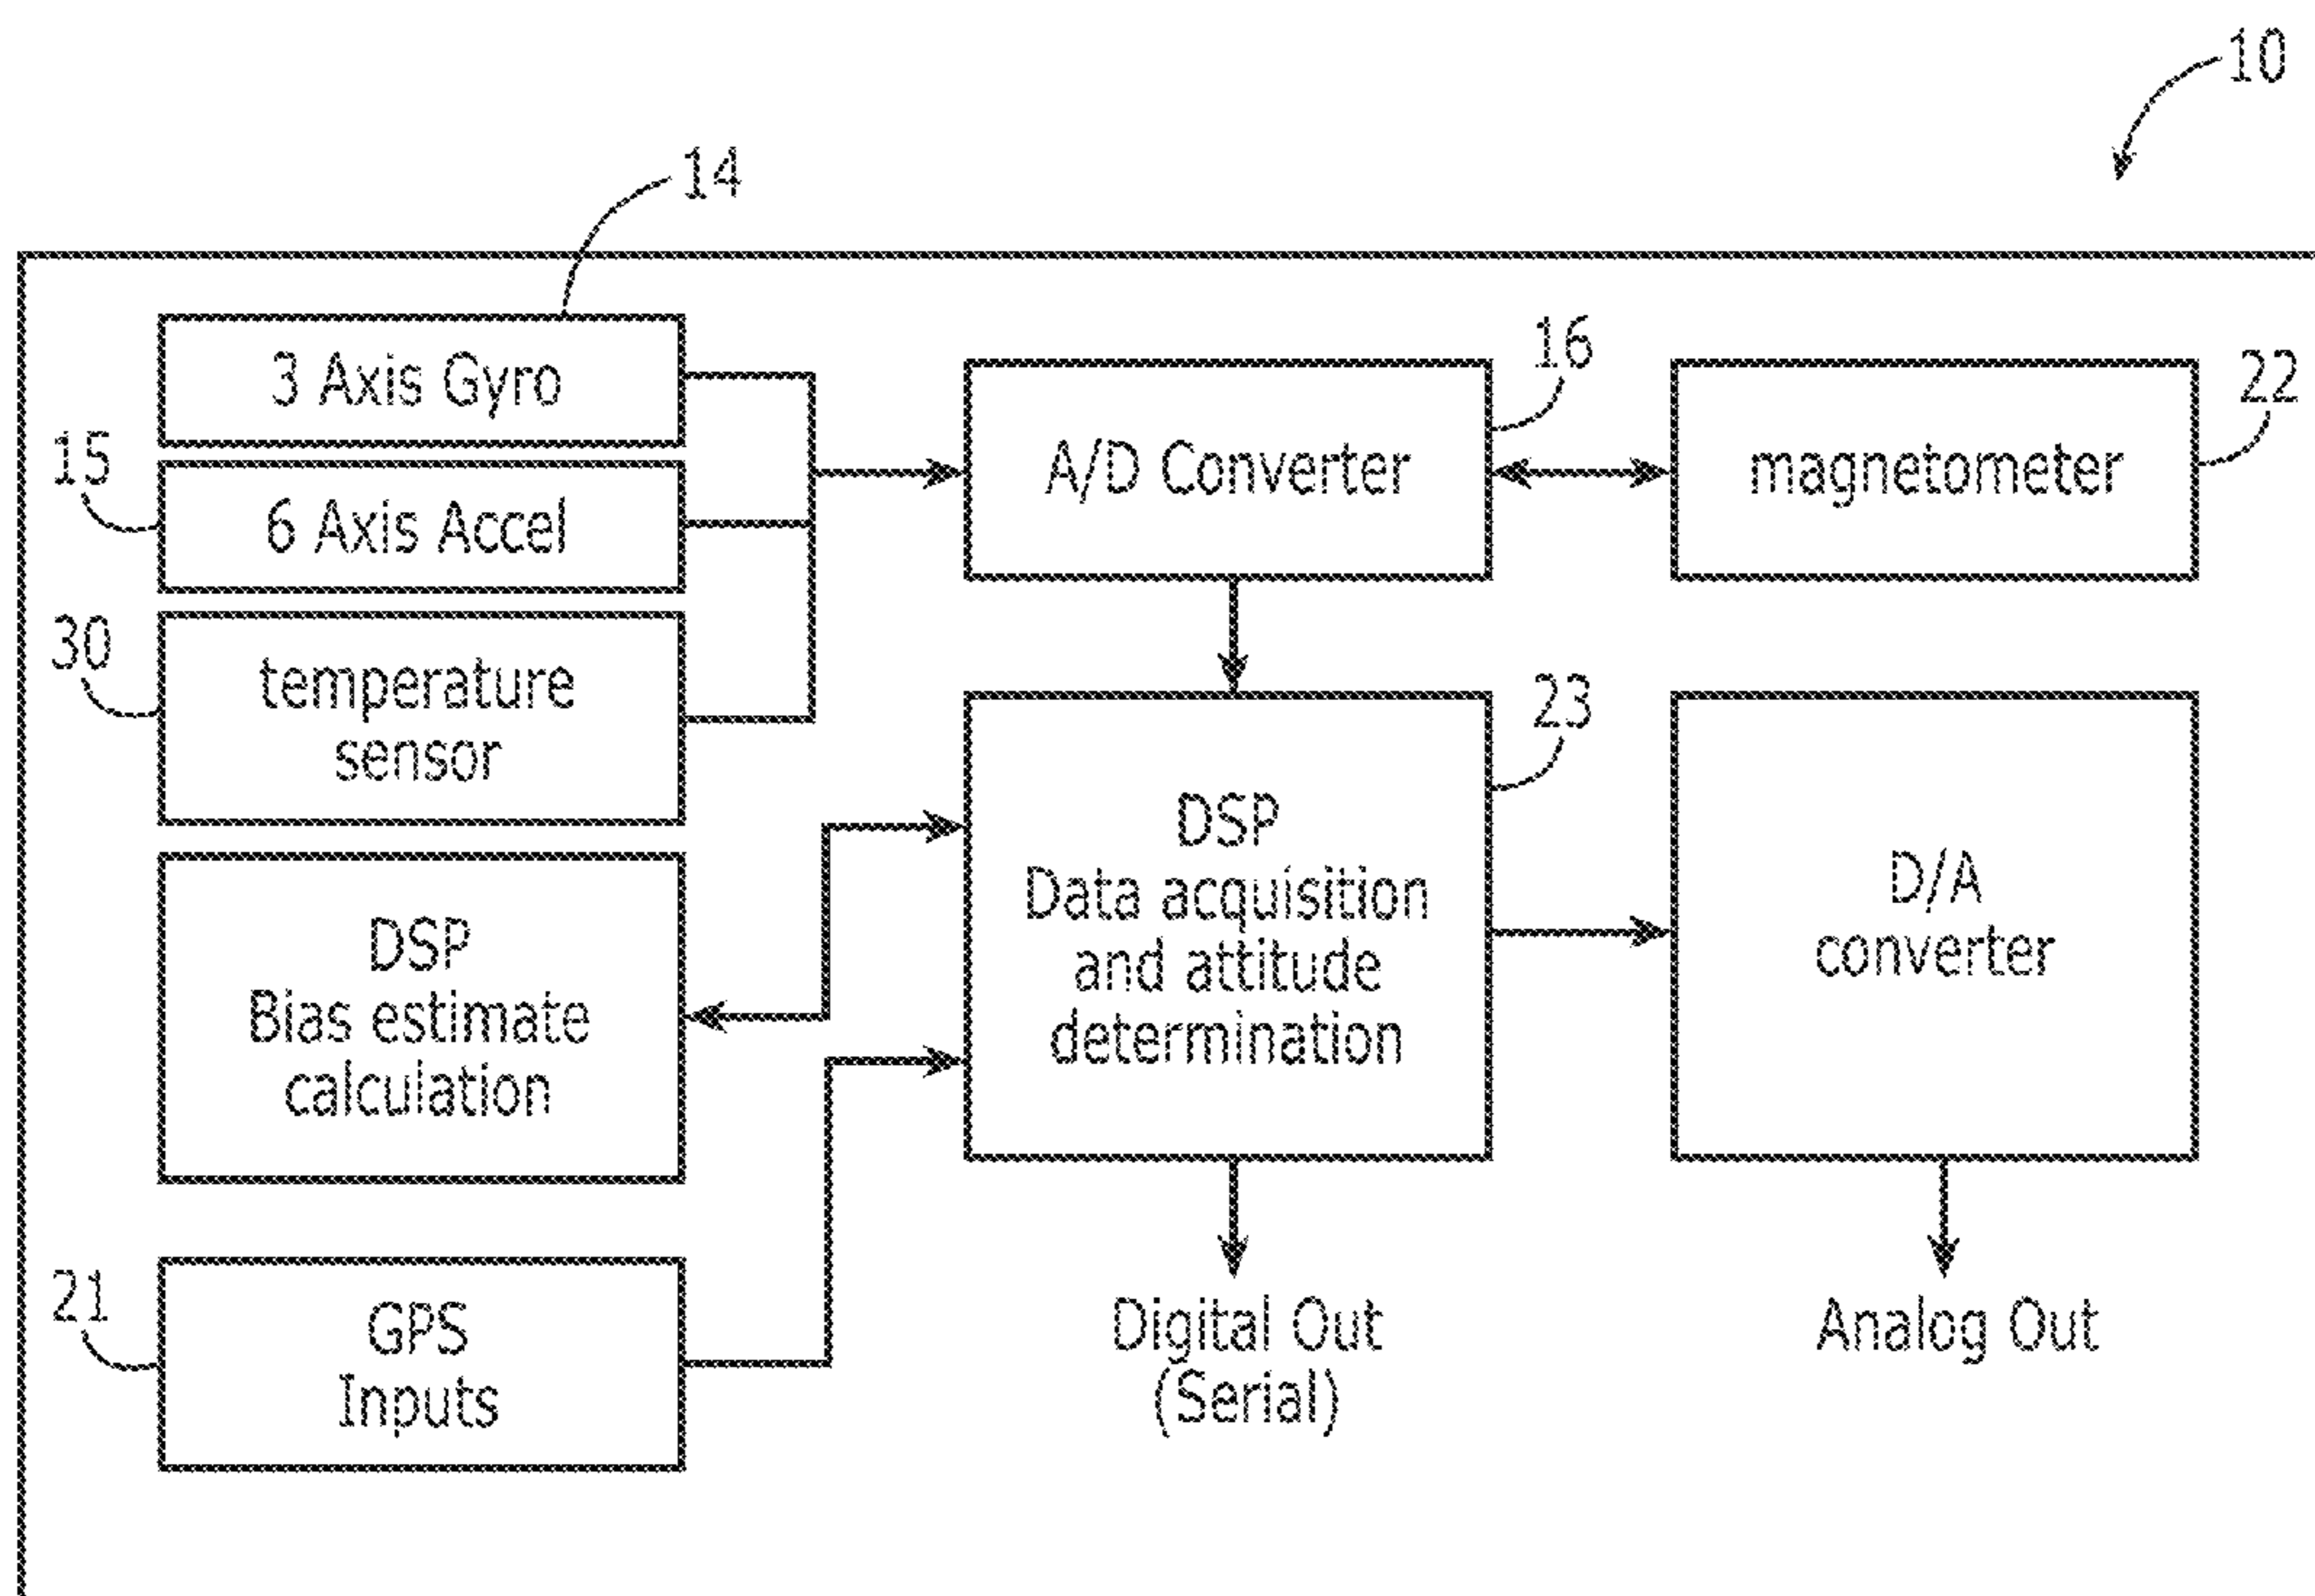 10
14
3 Axis Gyro
15
6 Axis Accel
30
temperature
sensor
DSP
Bias estimate
calculation
21
GPS
Inputs
16
A/D Converter
22
magnetometer
23
DSP
Data acquisition
and attitude
determination
D/A
converter
Digital Out
(Serial)
Analog Out